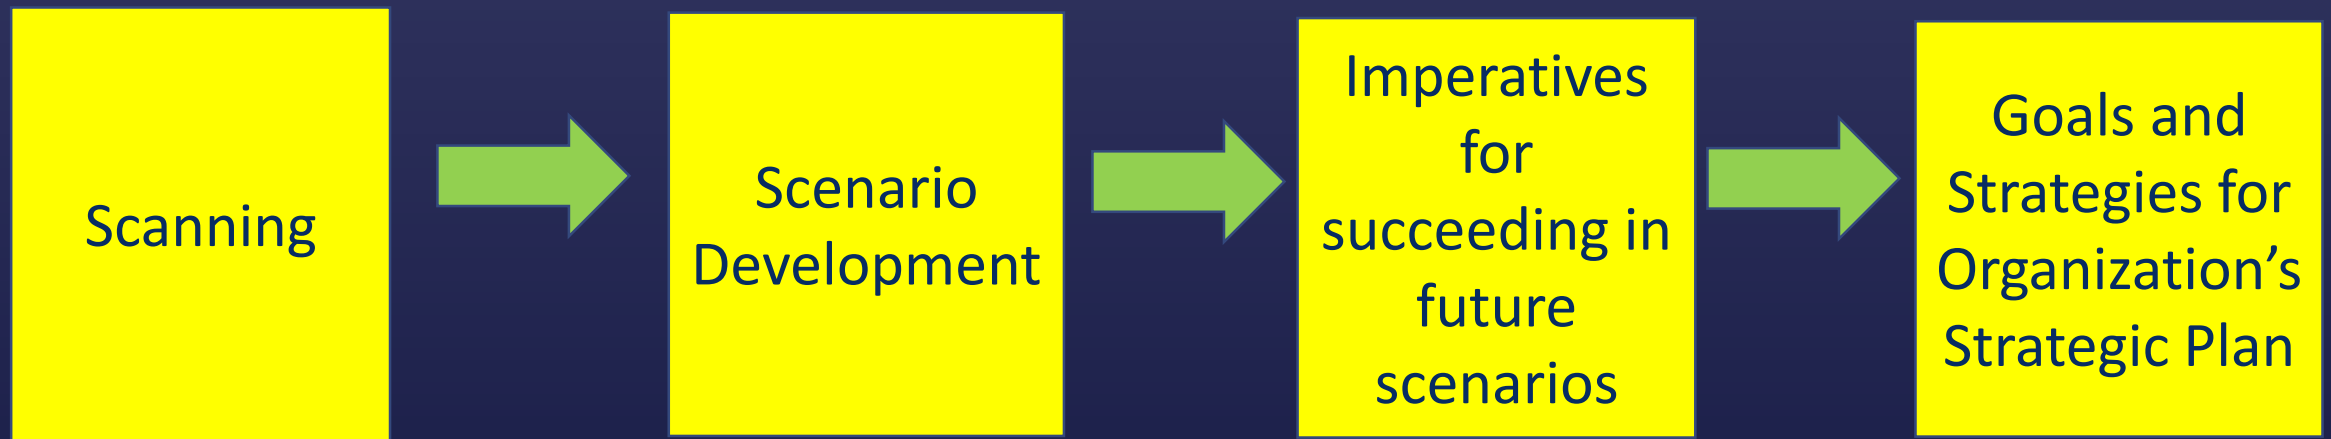 Scanning
Scenario
Development
Imperatives
for
succeeding in
future
scenarios
Goals and
Strategies for
Organization’s
Strategic Plan